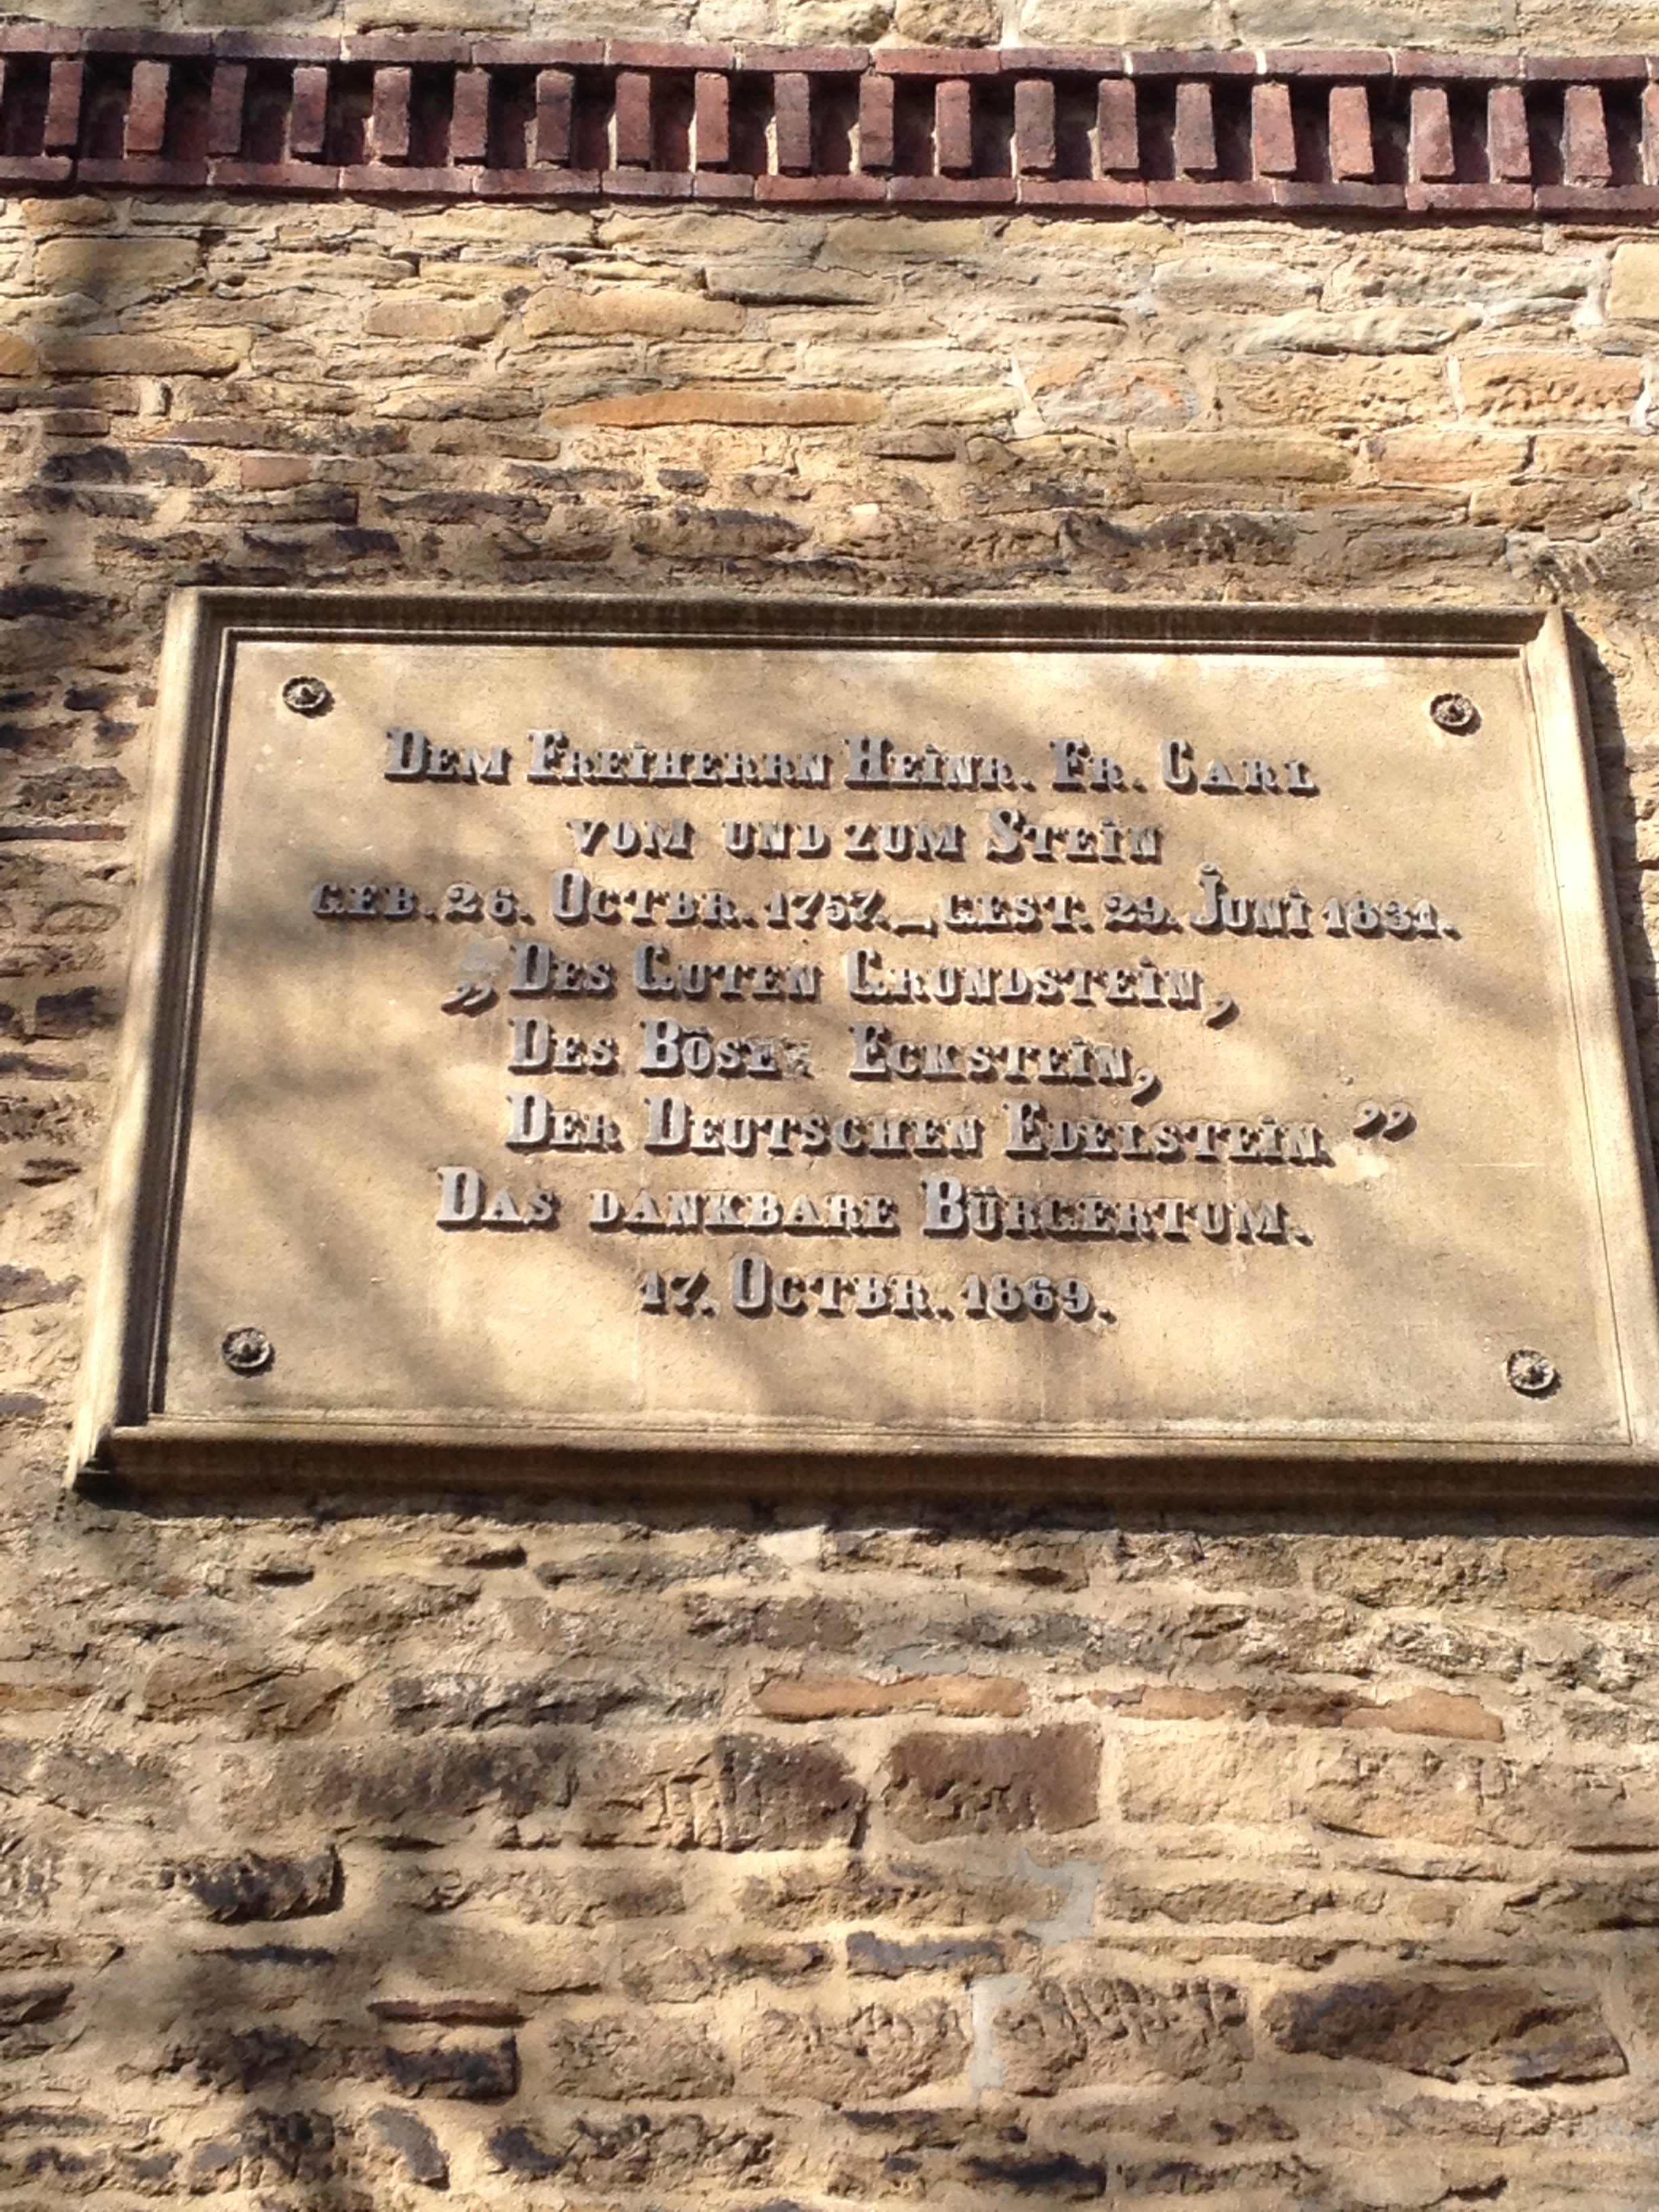 Dem Freiherrn Heinr. Fr. Carl
vom und zum Stein
geb. 26. Octbr. 1757. _ gest. 29. Juni 1831.
„Des Guten Grundstein,
Des Bösen Eckstein,
Der Deutschen Edelstein.”
Das dankbare Bürgertum.
17. Octbr. 1869.